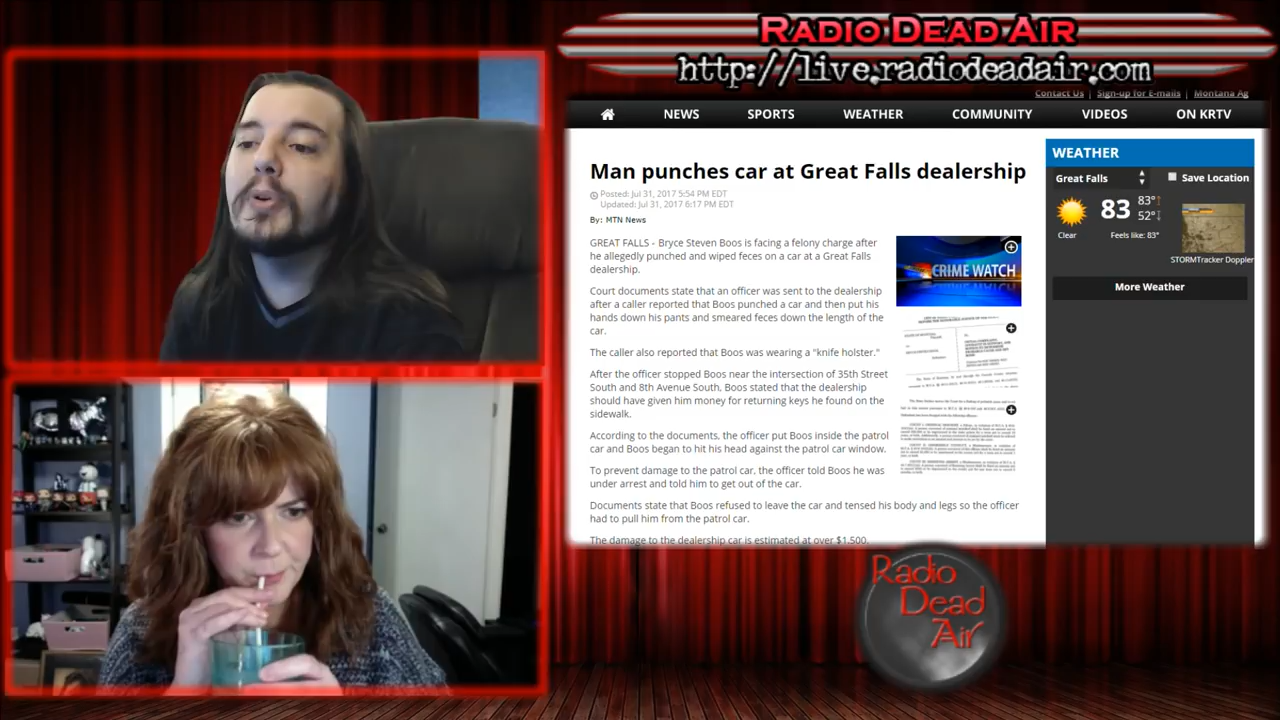 RADIO DEAD AIR
http://live.radiodeadair.com
Contact Us | Sign-up for E-mails | Montana Ag
NEWS SPORTS WEATHER COMMUNITY VIDEOS ON KRTV
Man punches car at Great Falls dealership
Posted: Jul 31, 2017 5:54 PM EDT
Updated: Jul 31, 2017 6:17 PM EDT
By: MTN News
GREAT FALLS - Bryce Steven Boos is facing a felony charge after
he allegedly punched and wiped feces on a car at a Great Falls
dealership.
Court documents state that an officer was sent to the dealership
after a caller reported that Boos punched a car and then put his
hands down his pants and smeared feces down the length of the
car.
The caller also reported that Boos was wearing a "knife holster."
After the officer stopped Boos near the intersection of 35th Street
South and 8th Avenue South, Boos stated that the dealership
should have given him money for returning keys he found on the
sidewalk.
According to the documents, the officer put Boos inside the patrol
car and Boos began to hit his head against the patrol car window.
To prevent damage to the patrol car, the officer told Boos he was
under arrest and told him to get out of the car.
Documents state that Boos refused to leave the car and tensed his body and legs so the officer
had to pull him from the patrol car.
The damage to the dealership car is estimated at over $1,500.
CRIME WATCH
WEATHER
Great Falls
Save Location
83
83°
52°
Clear
Feels like: 83°
STORMTracker Doppler
More Weather
Radio
Dead
Air